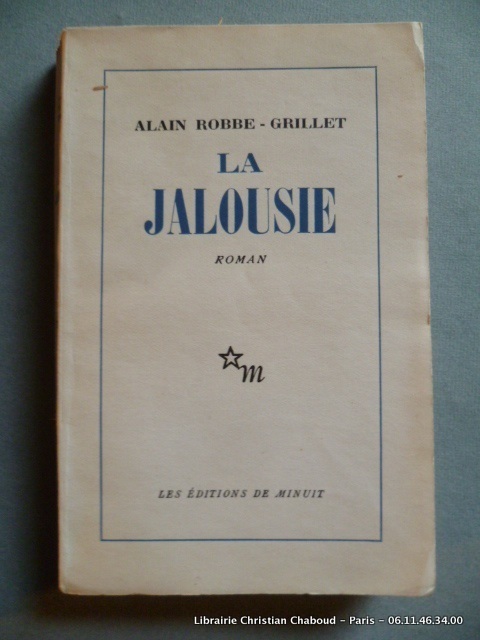 ALAIN ROBBE - GRILLET
LA
JALOUSIE
ROMAN
m
LES ÉDITIONS DE MINUIT
Librairie Christian Chaboud – Paris – 06.11.46.34.00